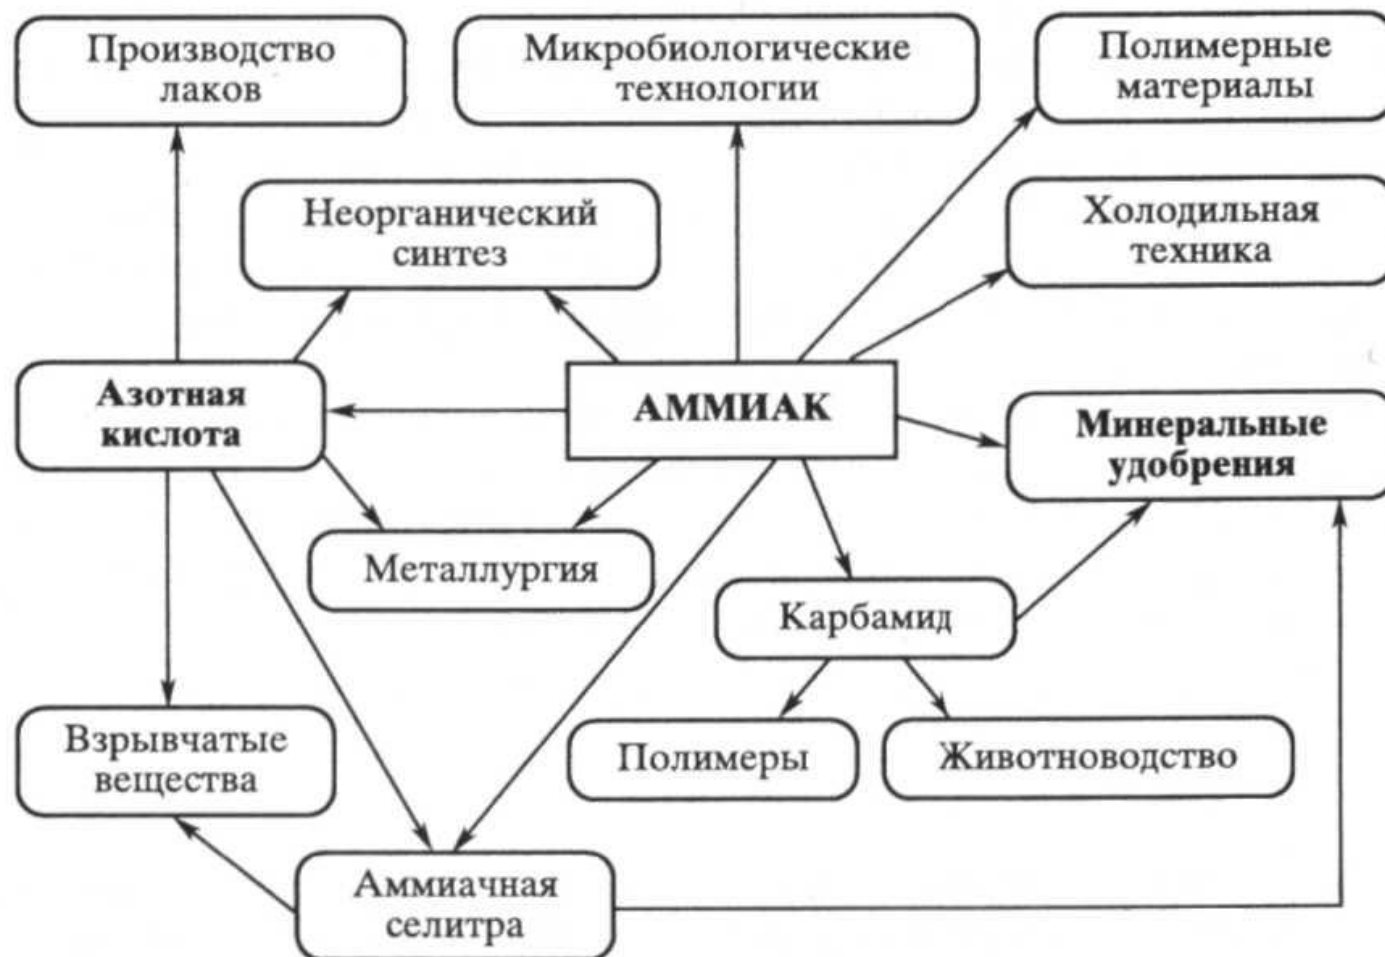 Производство
лаков
Микробиологические
технологии
Полимерные
материалы
Неорганический
синтез
Холодильная
техника
Азотная
кислота
АММИАК
Минеральные
удобрения
Металлургия
Карбамид
Взрывчатые
вещества
Полимеры
Животноводство
Аммиачная
селитра